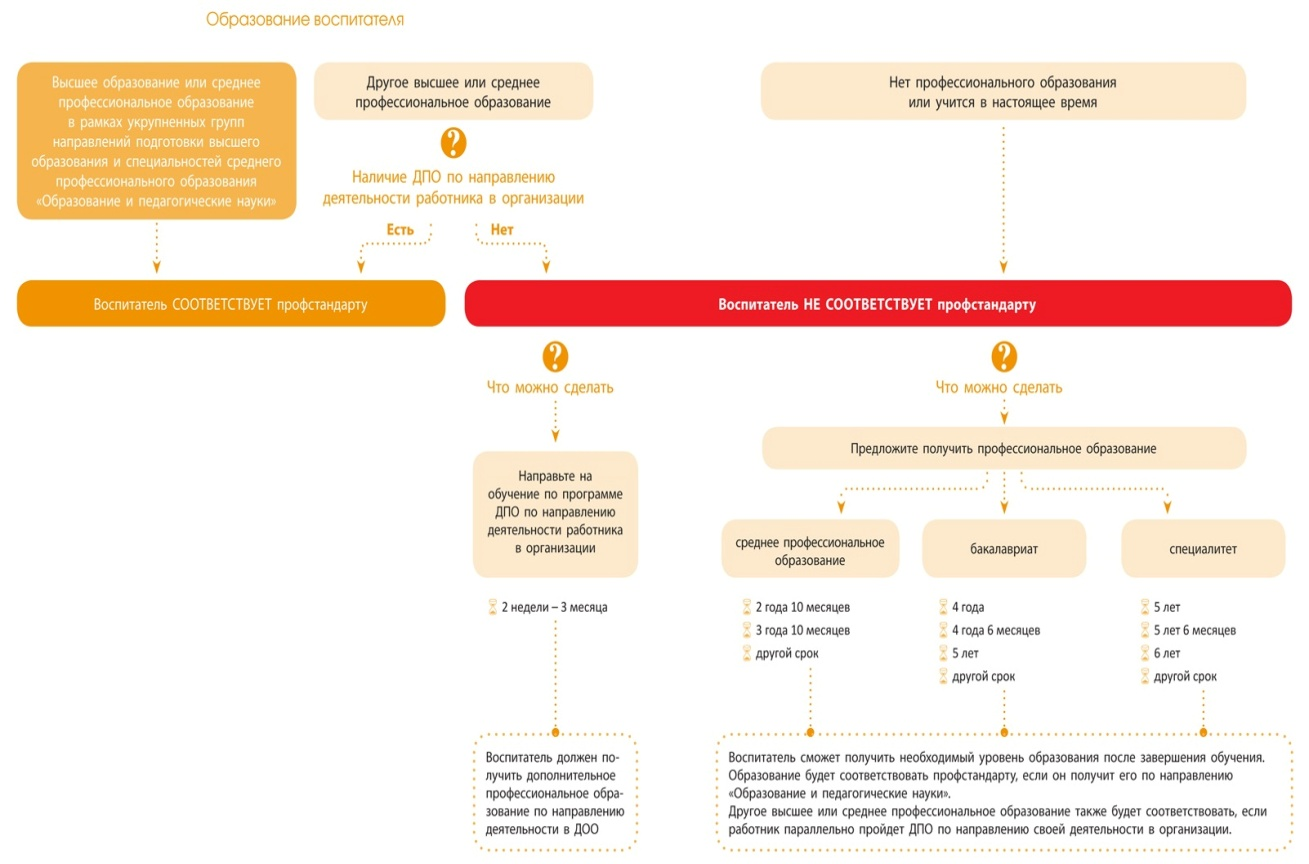 Образование воспитателя
Высшее образование или среднее
профессиональное образование
в рамках укрупненных групп
направлений подготовки высшего
образования и специальностей среднего
профессионального образования
«Образование и педагогические науки»
Другое высшее или среднее
профессиональное образование
Нет профессионального образования
или учится в настоящее время
?
Наличие ДПО по направлению
деятельности работника в организации
Есть
Нет
Воспитатель СООТВЕТСТВУЕТ профстандарту
Воспитатель НЕ СООТВЕТСТВУЕТ профстандарту
?
Что можно сделать
?
Что можно сделать
Направьте на
обучение по программе
ДПО по направлению
деятельности работника
в организации
Предложите получить профессиональное образование
среднее профессиональное
образование
бакалавриат
специалитет
2 недели – 3 месяца
2 года 10 месяцев
3 года 10 месяцев
другой срок
4 года
4 года 6 месяцев
5 лет
другой срок
5 лет
5 лет 6 месяцев
6 лет
другой срок
Воспитатель должен по-
лучить дополнительное
профессиональное обра-
зование по направлению
деятельности в ДОО
Воспитатель сможет получить необходимый уровень образования после завершения обучения.
Образование будет соответствовать профстандарту, если он получит его по направлению
«Образование и педагогические науки».
Другое высшее или среднее профессиональное образование также будет соответствовать, если
работник параллельно пройдет ДПО по направлению своей деятельности в организации.